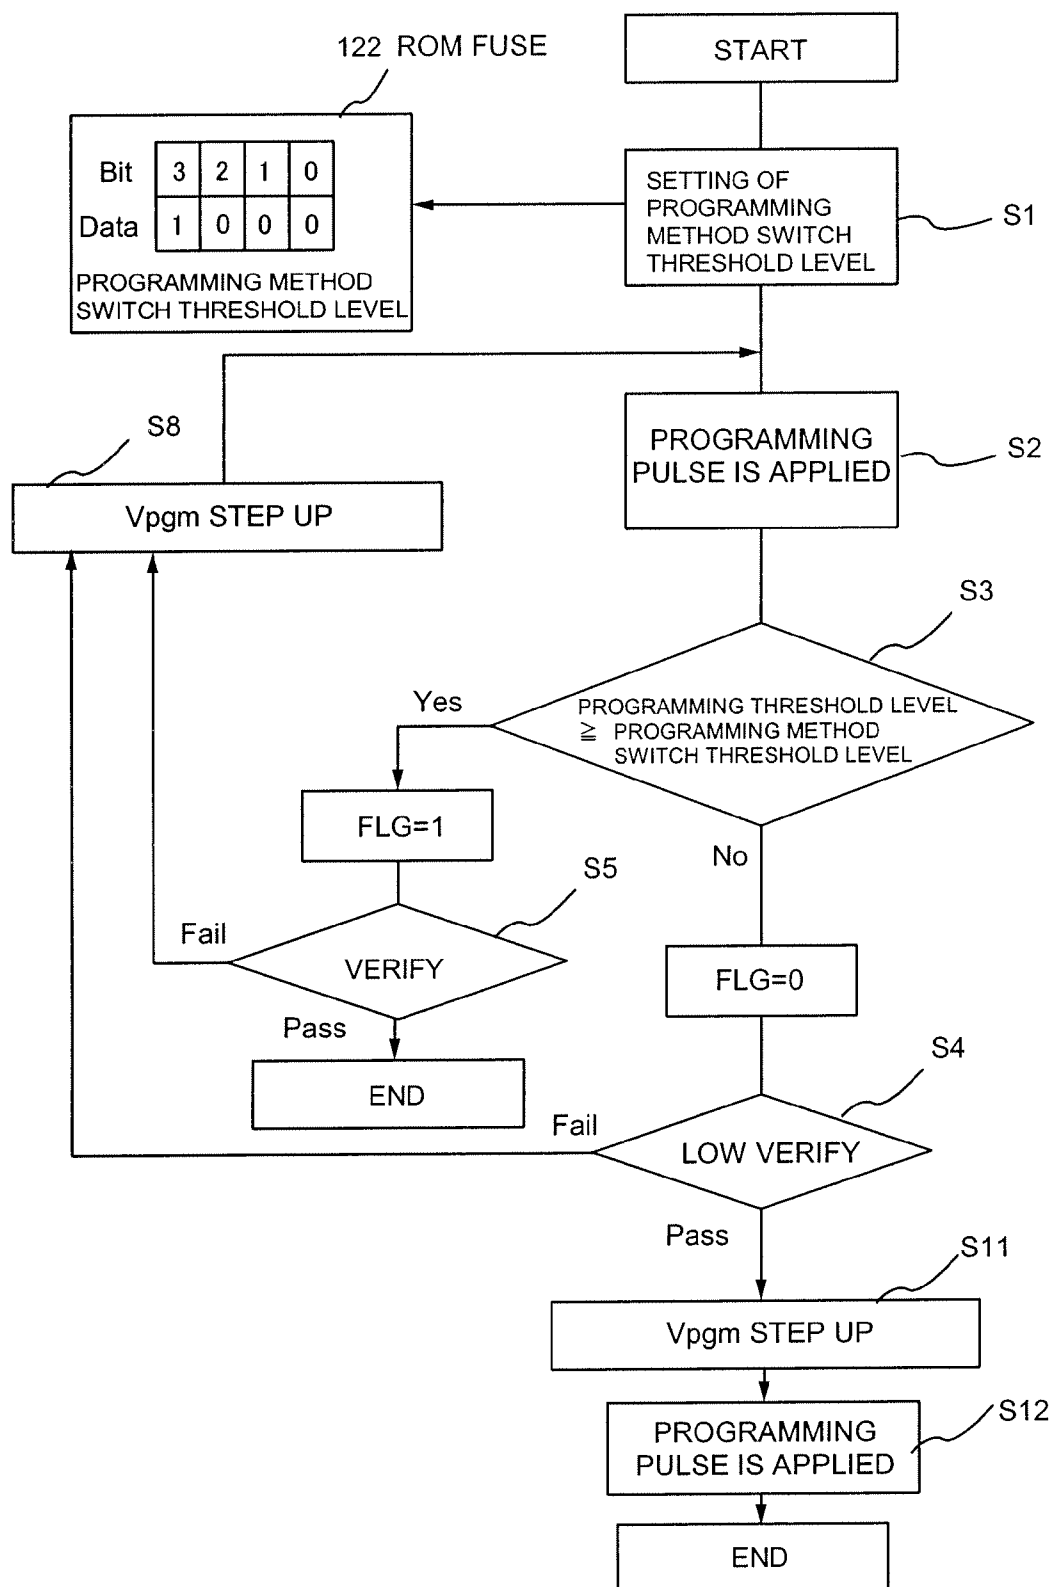 122 ROM FUSE
START
Bit 3 2 1 0
Data 1 0 0 0
PROGRAMMING METHOD
SWITCH THRESHOLD LEVEL
SETTING OF
PROGRAMMING
METHOD SWITCH
THRESHOLD LEVEL
S1
S8
Vpgm STEP UP
PROGRAMMING
PULSE IS APPLIED
S2
S3
Yes
PROGRAMMING THRESHOLD LEVEL
≧ PROGRAMMING METHOD
SWITCH THRESHOLD LEVEL
FLG=1
No
S5
Fail
VERIFY
FLG=0
Pass
END
S4
Fail
LOW VERIFY
Pass
S11
Vpgm STEP UP
S12
PROGRAMMING
PULSE IS APPLIED
END